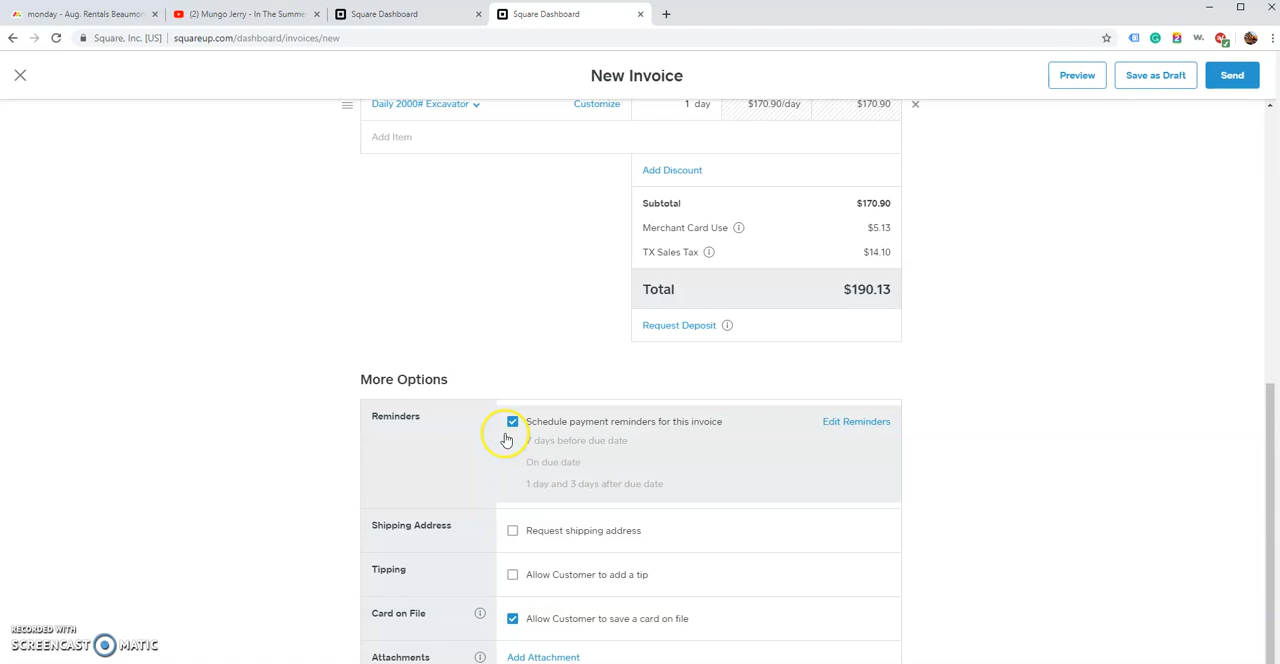 monday - Aug. Rentals Beaumon
(2) Mungo Jerry - In The Summe
Square Dashboard
Square Dashboard
Square, Inc. [US] | squareup.com/dashboard/invoices/new
New Invoice
Preview
Save as Draft
Send
Daily 2000# Excavator
Customize
1 day
$170.90/day
$170.90
Add Item
Add Discount
Subtotal
$170.90
Merchant Card Use
$5.13
TX Sales Tax
$14.10
Total
$190.13
Request Deposit
More Options
Reminders
Schedule payment reminders for this invoice
Edit Reminders
7 days before due date
On due date
1 day and 3 days after due date
Shipping Address
Request shipping address
Tipping
Allow Customer to add a tip
Card on File
Allow Customer to save a card on file
Attachments
Add Attachment
RECORDED WITH
SCREENCAST MATIC